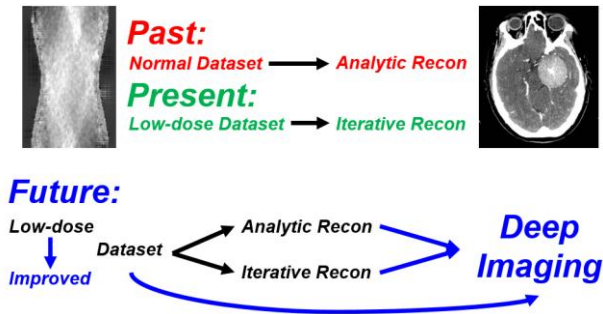 Past:
Normal Dataset Analytic Recon
Present:
Low-dose Dataset Iterative Recon
Future:
Low-dose
Improved
Dataset
Analytic Recon
Iterative Recon
Deep
Imaging